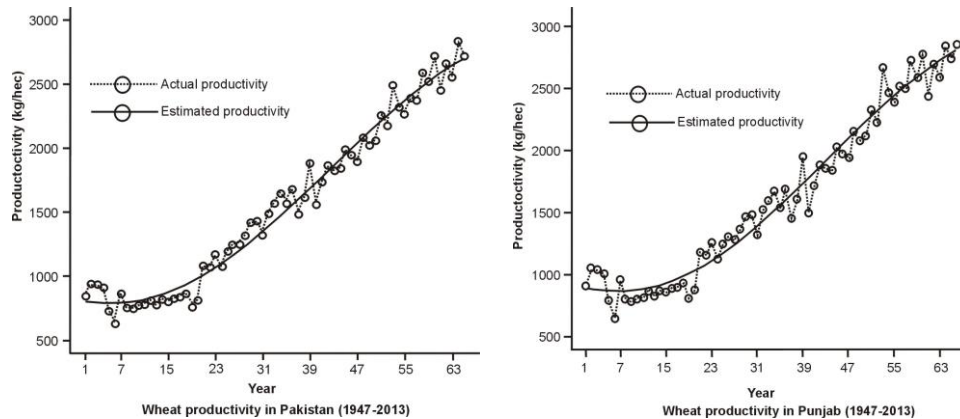 3000
2500
2000
1500
1000
500
Productoctivity (kg/hec)
Actual productivity
Estimated productivity
1 7 23 31 39 47 55 63
Year
Wheat productivity in Pakistan (1947-2013)
3000
2500
2000
1500
1000
500
Productoctivity (kg/hec)
Actual productivity
Estimated productivity
1 7 23 31 39 47 55 63
Year
Wheat productivity in Punjab (1947-2013)